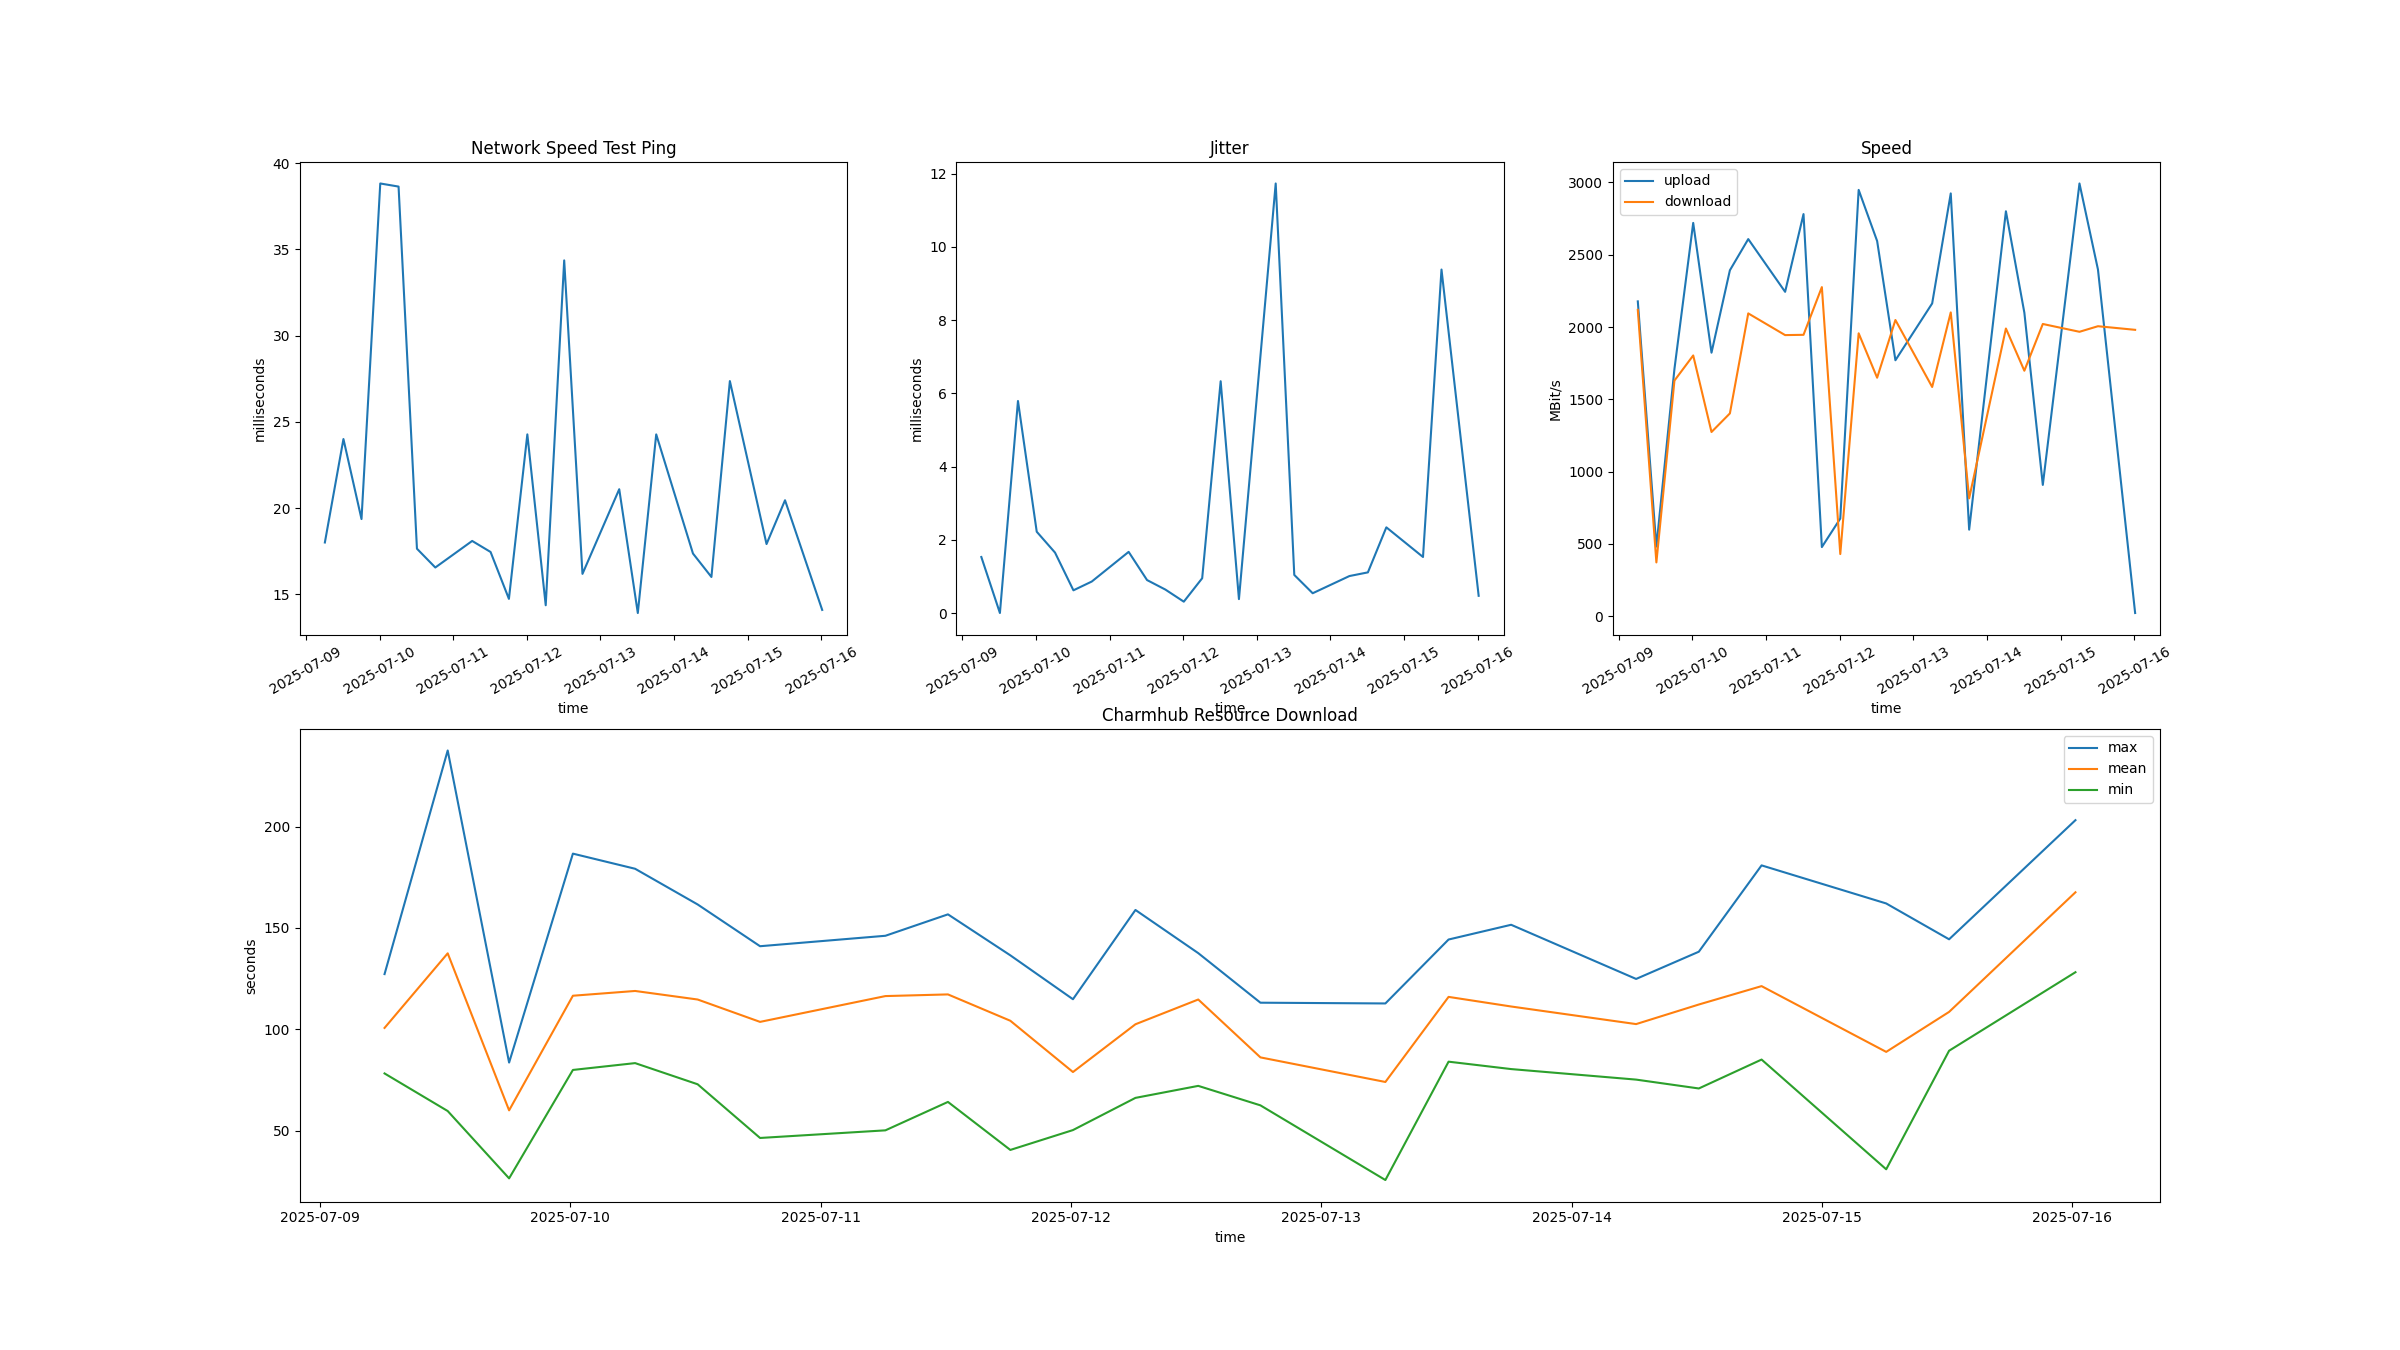 Network Speed Test Ping
40
35
30
25
20
15
milliseconds
2025-07-09 2025-07-10 2025-07-11 2025-07-12 2025-07-13 2025-07-14 2025-07-15 2025-07-16
time
Jitter
12
10
8
6
4
2
0
milliseconds
2025-07-09 2025-07-10 2025-07-11 2025-07-12 2025-07-13 2025-07-14 2025-07-15 2025-07-16
time
Speed
upload
download
3000
2500
2000
1500
1000
500
0
MBit/s
2025-07-09 2025-07-10 2025-07-11 2025-07-12 2025-07-13 2025-07-14 2025-07-15 2025-07-16
time
Charmhub Resource Download
max
mean
min
200
150
100
50
seconds
2025-07-09 2025-07-10 2025-07-11 2025-07-12 2025-07-13 2025-07-14 2025-07-15 2025-07-16
time